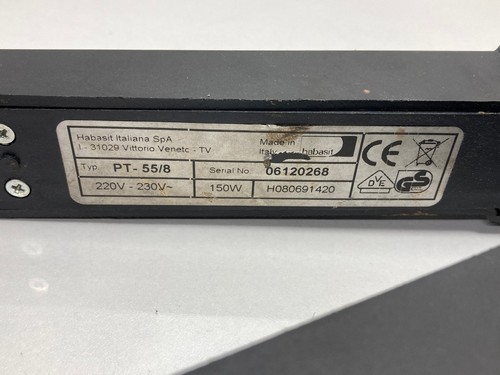 Habasit Italiana SpA
I - 31029 Vittorio Veneto - TV
Made in
Italy
habasit
Typ PT- 55/8
Serial No 06120268
220V - 230V~
150W
H080691420
CE
DVE
GS